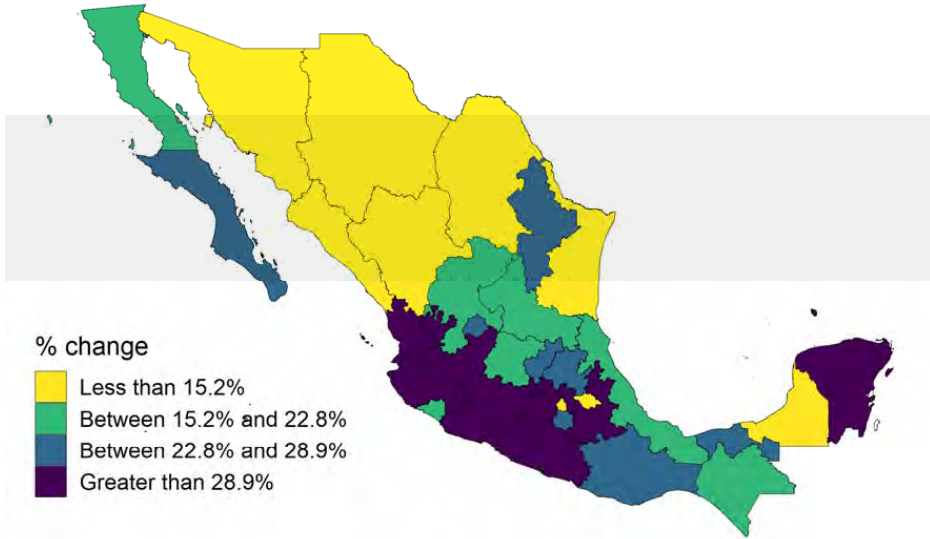 % change
Less than 15.2%
Between 15.2% and 22.8%
Between 22.8% and 28.9%
Greater than 28.9%